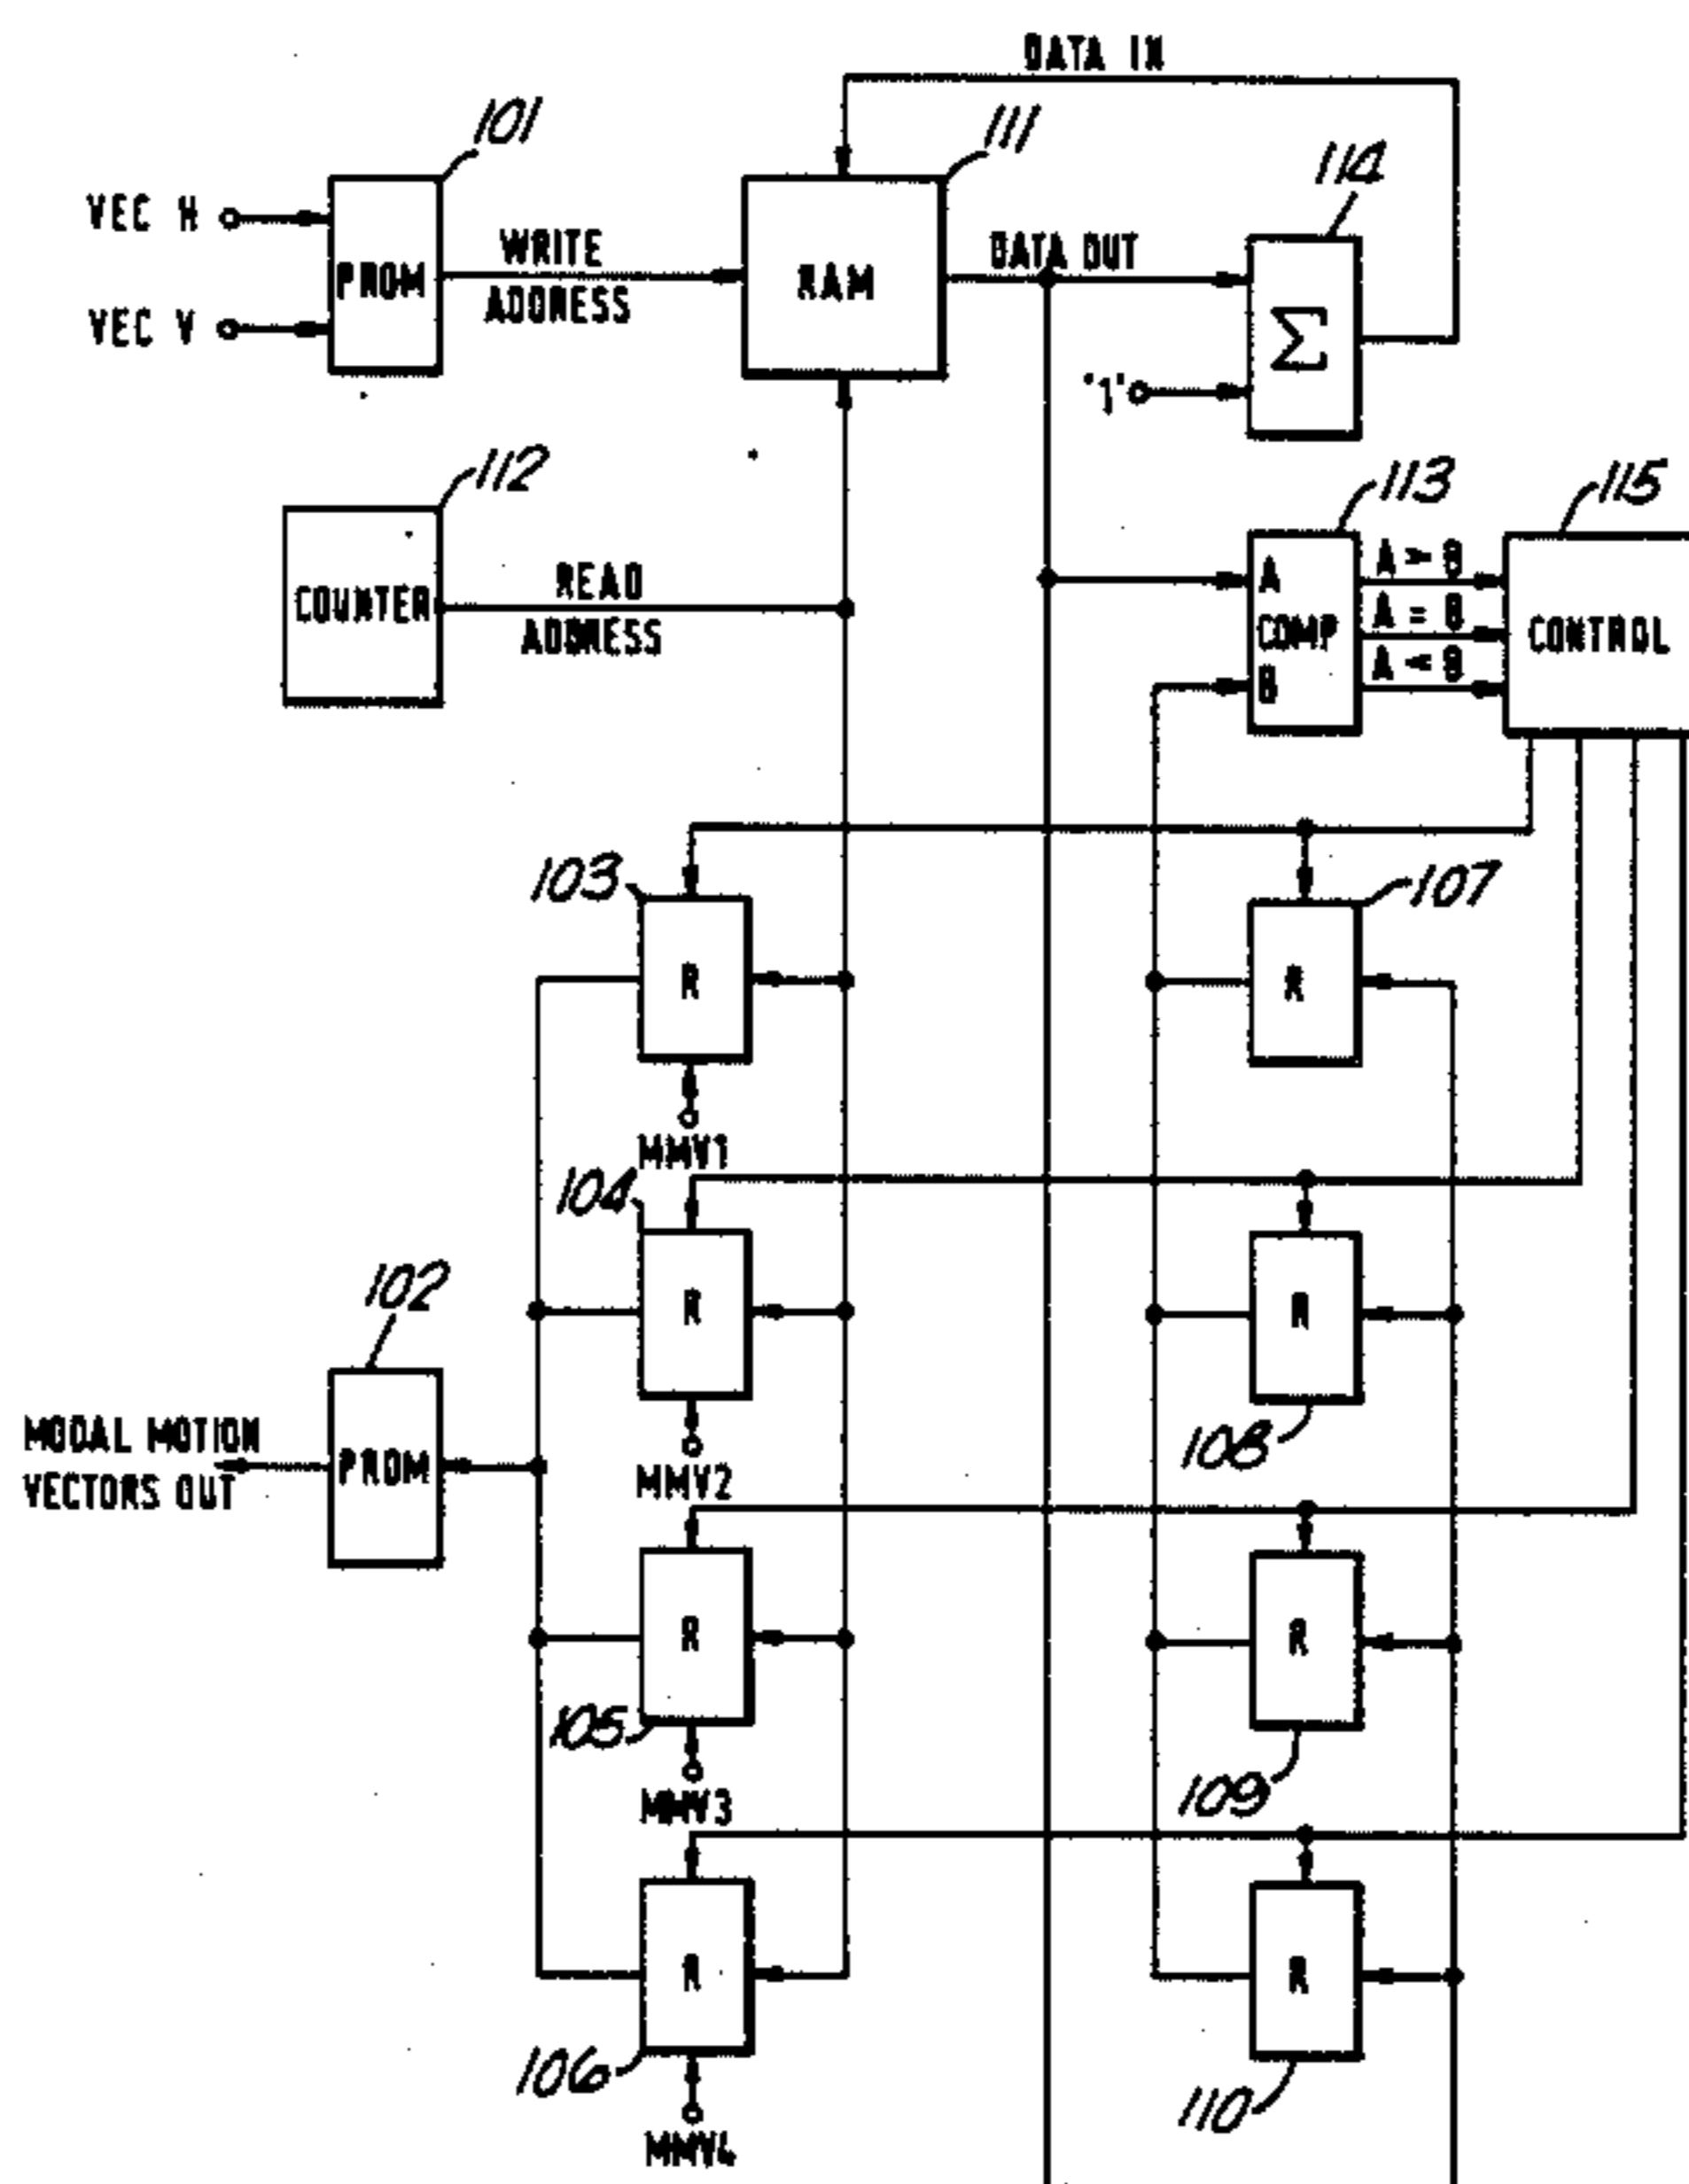 DATA IN
101
111
114
VEC H
PROM
WRITE
ADDRESS
RAM
DATA OUT
Σ
VEC V
"1"
112
113
115
COUNTER
READ
ADDRESS
A
COMP
B
A > B
A = B
A < B
CONTROL
103
R
107
R
MMV1
104
R
R
108
102
MODAL MOTION
VECTORS OUT
PROM
MMV2
R
105
R
109
MMV3
R
106
R
110
MMV4